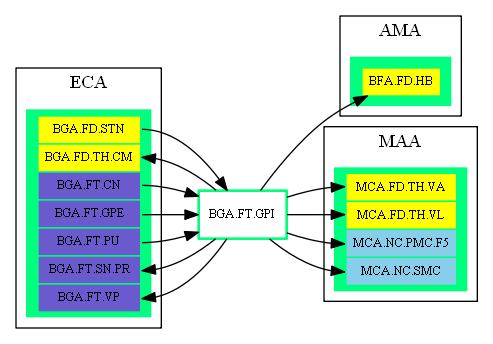 ECA
BGA.FD.STN
BGA.FD.TH.CM
BGA.FT.CN
BGA.FT.GPE
BGA.FT.PU
BGA.FT.SN.PR
BGA.FT.VP
BGA.FT.GPI
AMA
BFA.FD.HB
MAA
MCA.FD.TH.VA
MCA.FD.TH.VL
MCA.NC.PMC.F5
MCA.NC.SMC